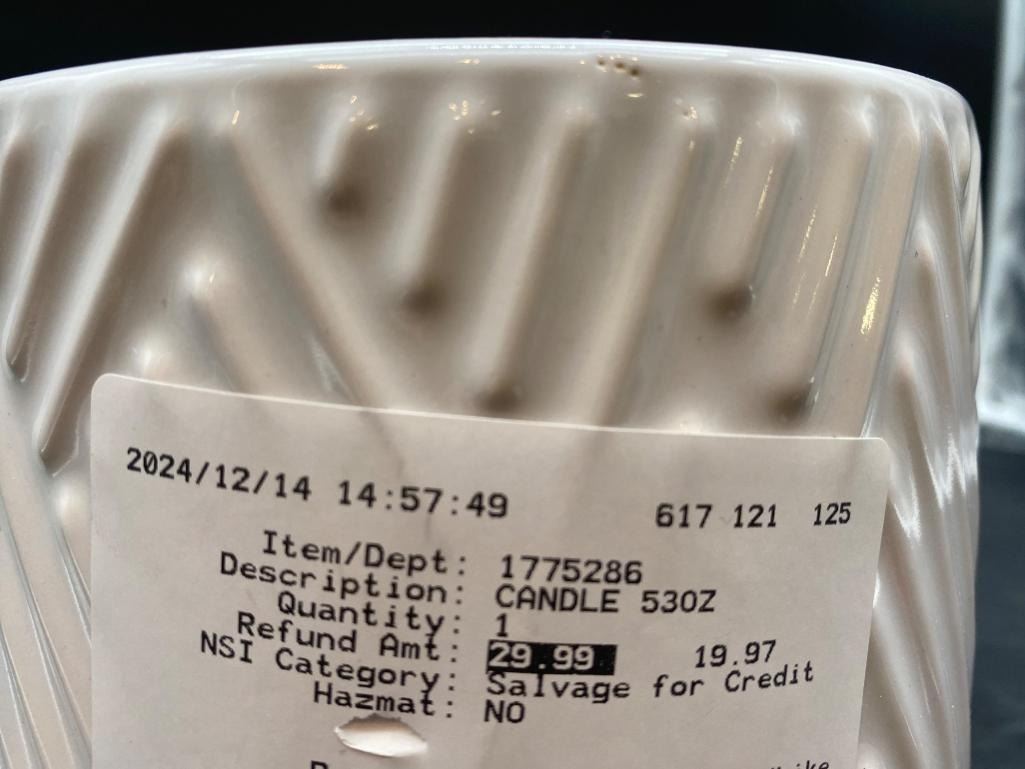 2024/12/14 14:57:49 617 121 125
Item/Dept: 1775286
Description: CANDLE 530Z
Quantity: 1
Refund Amt: 29.99 19.97
NSI Category: Salvage for Credit
Hazmat: NO